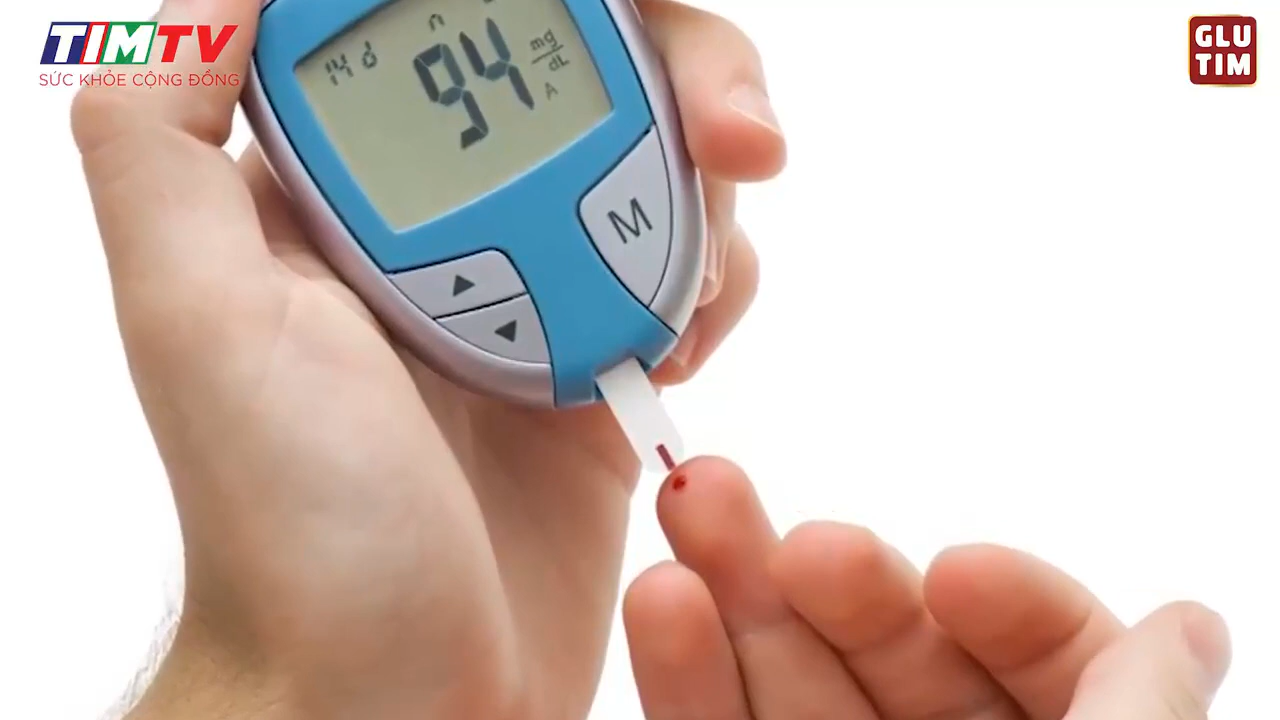 TIMTV
SỨC KHỎE CỘNG ĐỒNG
GLU
TIM
14 d
94
mg
dL
A
M